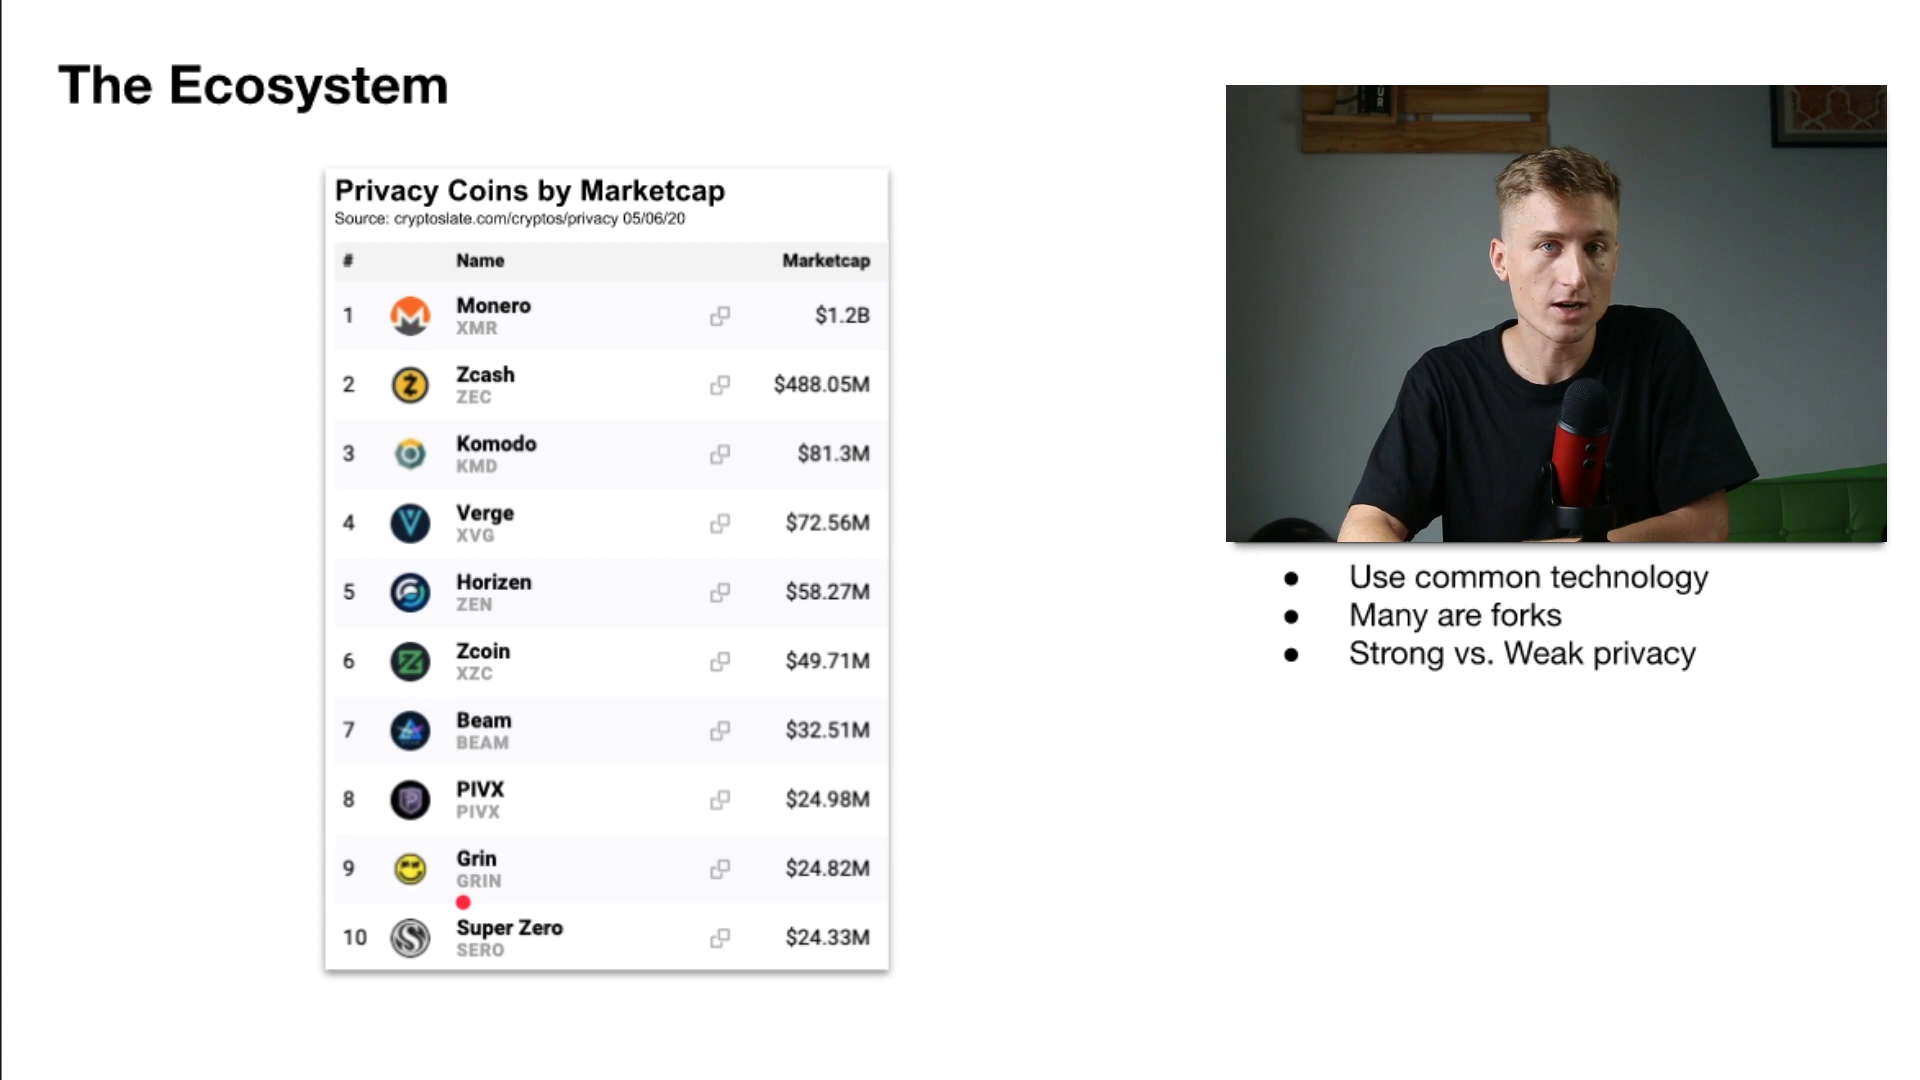 The Ecosystem
Privacy Coins by Marketcap
Source: cryptoslate.com/cryptos/privacy 05/06/20
# Name Marketcap
1 Monero $1.2B
XMR
2 Zcash $488.05M
ZEC
3 Komodo $81.3M
KMD
4 Verge $72.56M
XVG
5 Horizen $58.27M
ZEN
6 Zcoin $49.71M
XZC
7 Beam $32.51M
BEAM
8 PIVX $24.98M
PIVX
9 Grin $24.82M
GRIN
10 Super Zero $24.33M
SERO
● Use common technology
● Many are forks
● Strong vs. Weak privacy